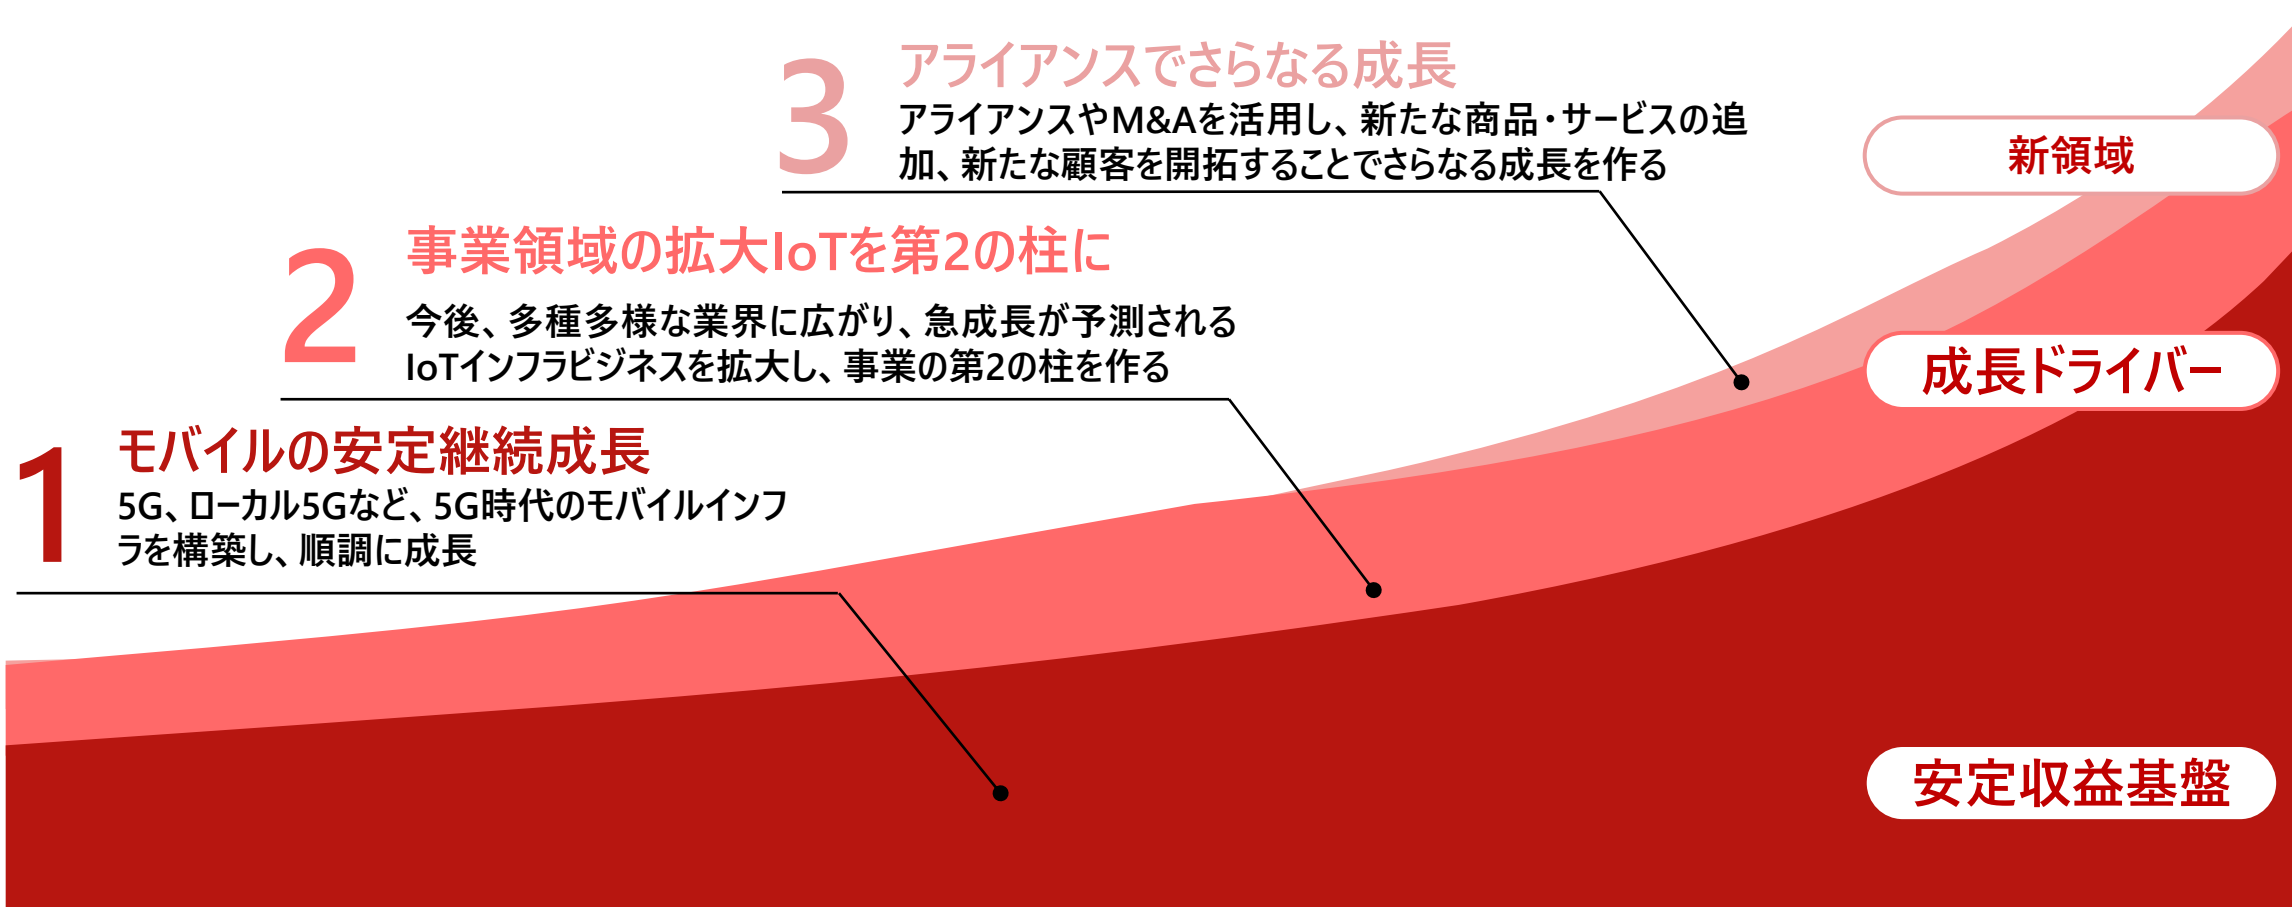 3
アライアンスでさらなる成長
アライアンスやM&Aを活用し、新たな商品・サービスの追
加、新たな顧客を開拓することでさらなる成長を作る
新領域
2
事業領域の拡大IoTを第2の柱に
今後、多種多様な業界に広がり、急成長が予測される
IoTインフラビジネスを拡大し、事業の第2の柱を作る
成長ドライバー
1
モバイルの安定継続成長
5G、ローカル5Gなど、5G時代のモバイルインフ
ラを構築し、順調に成長
安定収益基盤